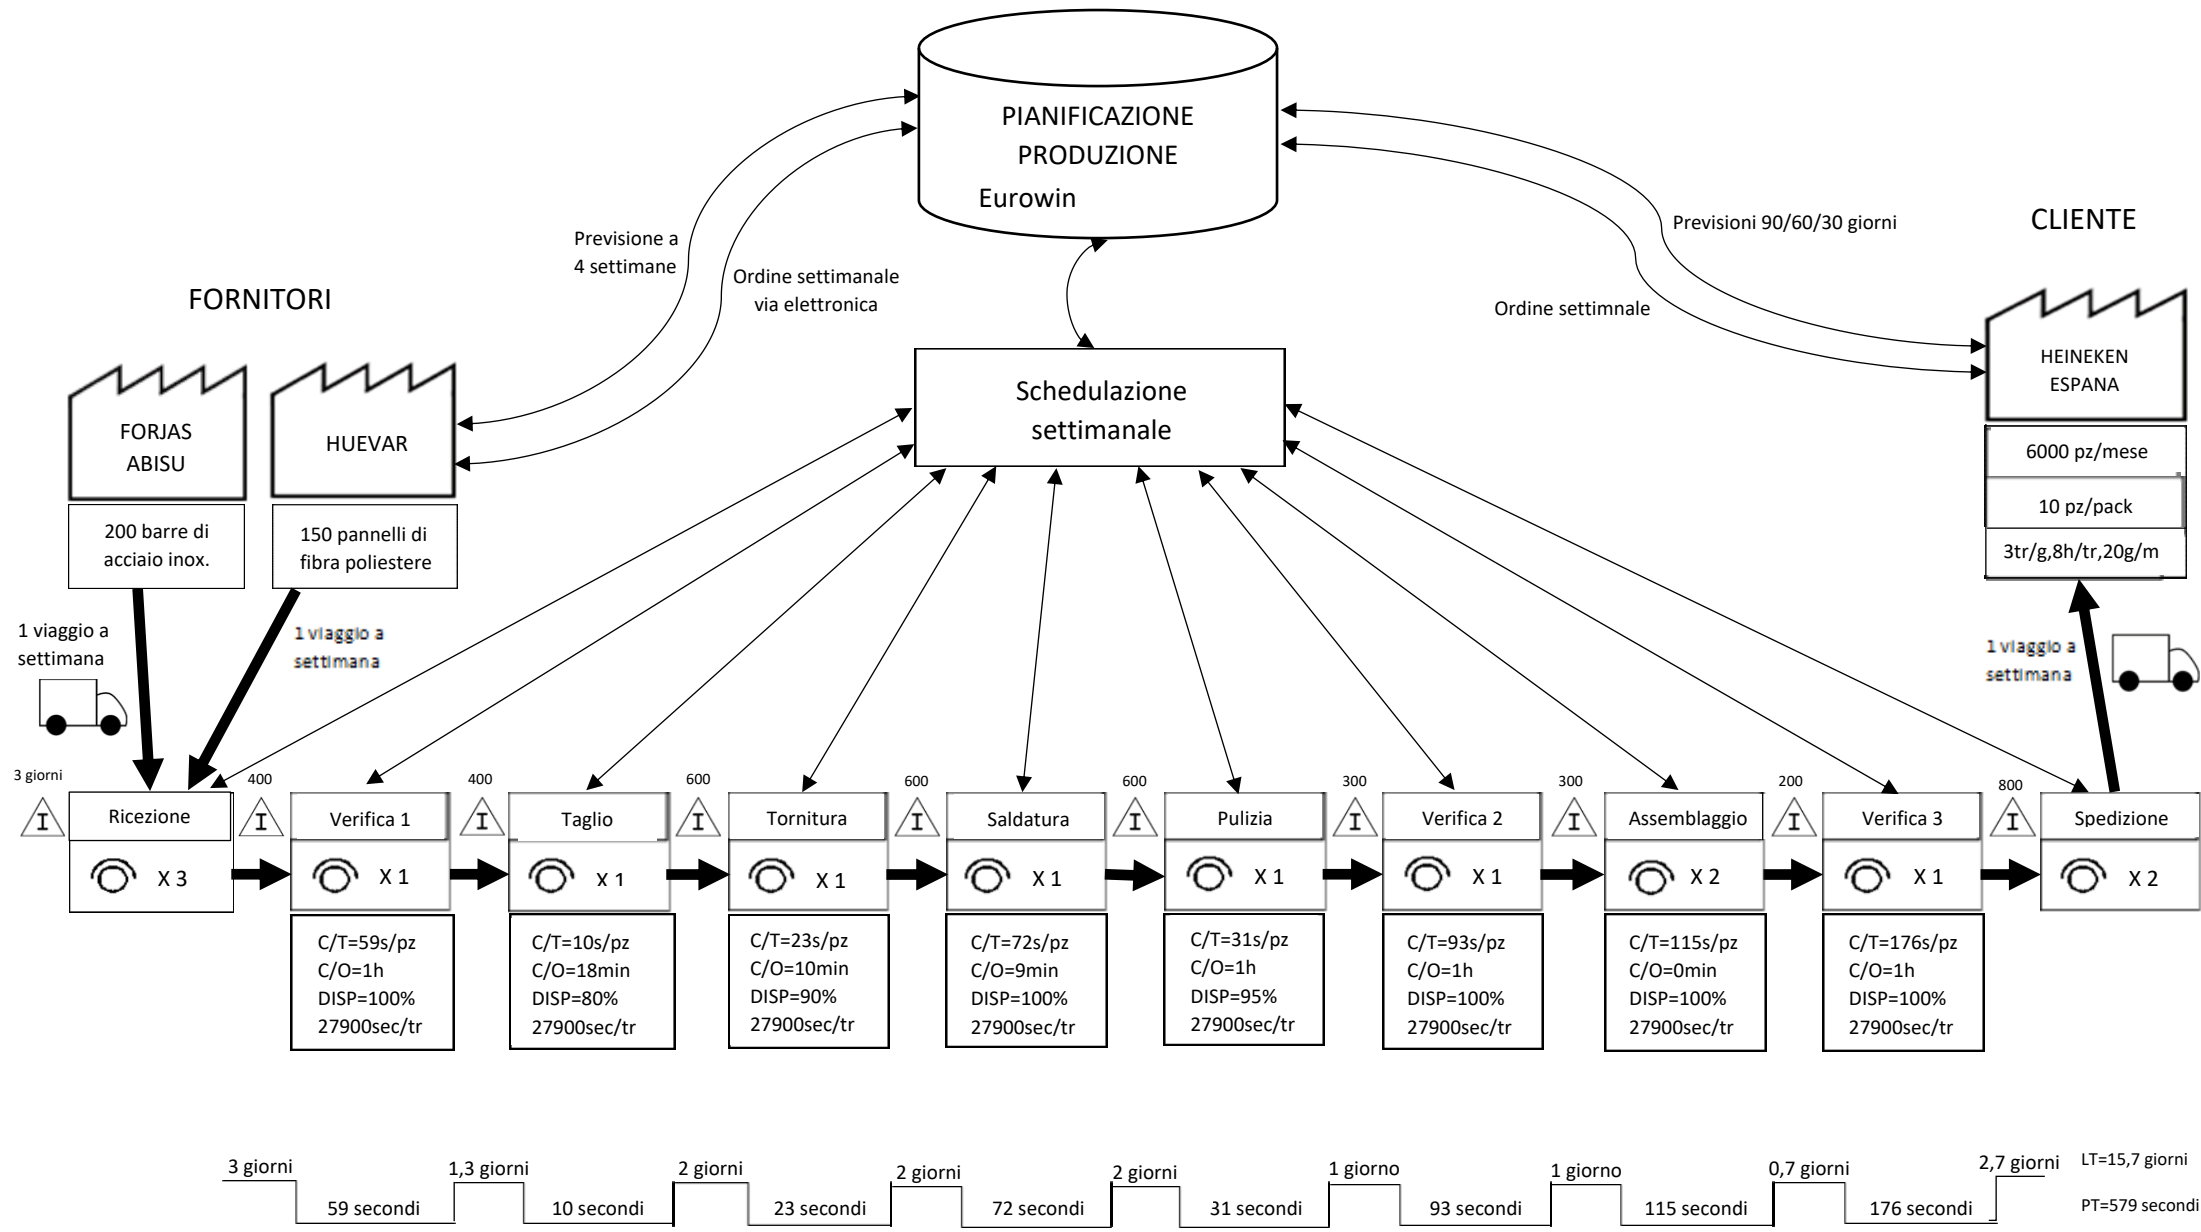 PIANIFICAZIONE
PRODUZIONE
Eurowin
Previsione a
4 settimane
Ordine settimanale
via elettronica
Previsioni 90/60/30 giorni
Ordine settimnale
CLIENTE
FORNITORI
FORJAS
ABISU
HUEVAR
Schedulazione
settimanale
HEINEKEN
ESPANA
6000 pz/mese
10 pz/pack
3tr/g,8h/tr,20g/m
200 barre di
acciaio inox.
150 pannelli di
fibra poliestere
1 viaggio a
settimana
1 viaggio a
settimana
1 viaggio a
settimana
3 giorni
I
Ricezione
X 3
400
I
Verifica 1
X 1
C/T=59s/pz
C/O=1h
DISP=100%
27900sec/tr
400
I
Taglio
X 1
C/T=10s/pz
C/O=18min
DISP=80%
27900sec/tr
600
I
Tornitura
X 1
C/T=23s/pz
C/O=10min
DISP=90%
27900sec/tr
600
I
Saldatura
X 1
C/T=72s/pz
C/O=9min
DISP=100%
27900sec/tr
600
I
Pulizia
X 1
C/T=31s/pz
C/O=1h
DISP=95%
27900sec/tr
300
I
Verifica 2
X 1
C/T=93s/pz
C/O=1h
DISP=100%
27900sec/tr
300
I
Assemblaggio
X 2
C/T=115s/pz
C/O=0min
DISP=100%
27900sec/tr
200
I
Verifica 3
X 1
C/T=176s/pz
C/O=1h
DISP=100%
27900sec/tr
800
I
Spedizione
X 2
3 giorni
59 secondi
1,3 giorni
10 secondi
2 giorni
23 secondi
2 giorni
72 secondi
2 giorni
31 secondi
1 giorno
93 secondi
1 giorno
115 secondi
0,7 giorni
176 secondi
2,7 giorni
LT=15,7 giorni
PT=579 secondi